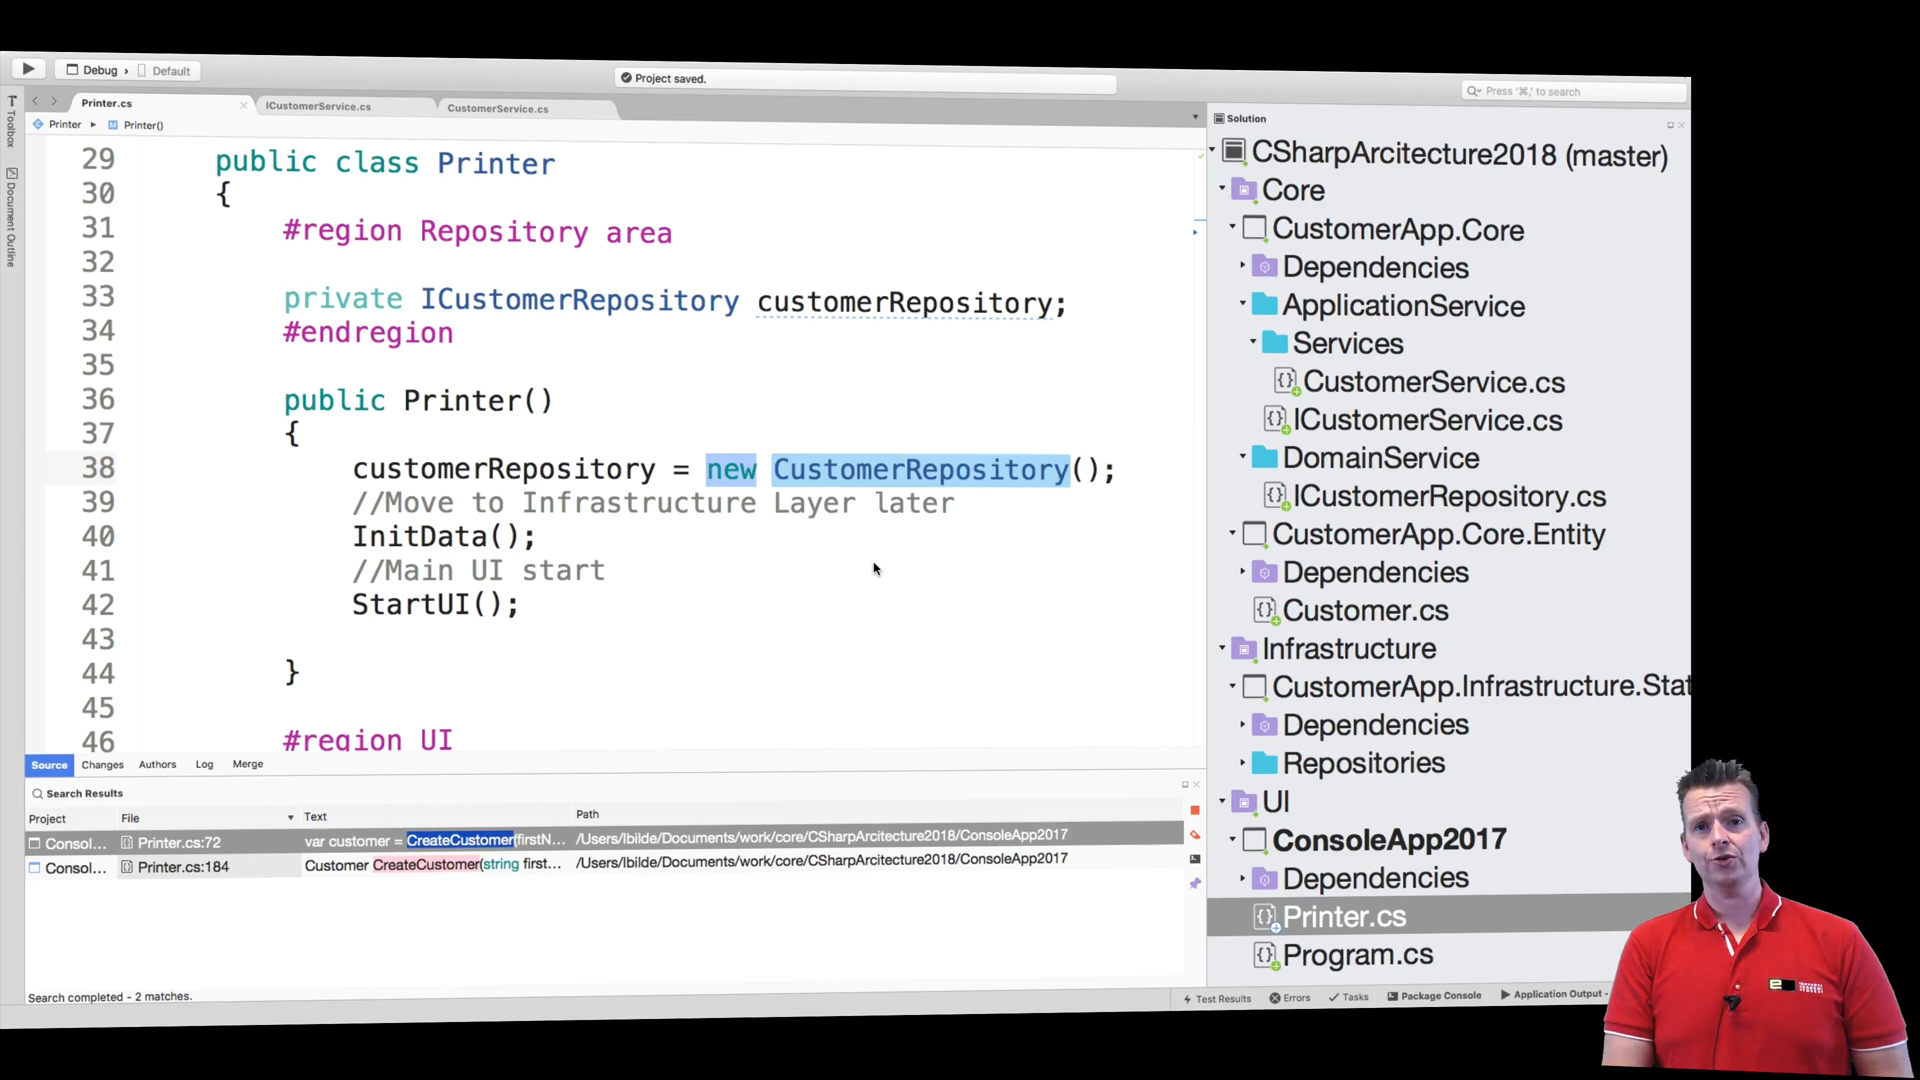 Debug › Default
Project saved.
Press '⌘,' to search
Printer.cs
ICustomerService.cs
CustomerService.cs
Printer ▸ Printer()
Toolbox
Document Outline
29 public class Printer
30 {
31 #region Repository area
32
33 private ICustomerRepository customerRepository;
34 #endregion
35
36 public Printer()
37 {
38 customerRepository = new CustomerRepository();
39 //Move to Infrastructure Layer later
40 InitData();
41 //Main UI start
42 StartUI();
43
44 }
45
46 #region UI
Source Changes Authors Log Merge
Search Results
Project File Text Path
Consol... Printer.cs:72 var customer = CreateCustomer(firstN... /Users/lbilde/Documents/work/core/CSharpArcitecture2018/ConsoleApp2017
Consol... Printer.cs:184 Customer CreateCustomer(string first... /Users/lbilde/Documents/work/core/CSharpArcitecture2018/ConsoleApp2017
Search completed - 2 matches.
Solution
CSharpArcitecture2018 (master)
Core
CustomerApp.Core
Dependencies
ApplicationService
Services
CustomerService.cs
ICustomerService.cs
DomainService
ICustomerRepository.cs
CustomerApp.Core.Entity
Dependencies
Customer.cs
Infrastructure
CustomerApp.Infrastructure.Stat
Dependencies
Repositories
UI
ConsoleApp2017
Dependencies
Printer.cs
Program.cs
Test Results Errors Tasks Package Console Application Output -